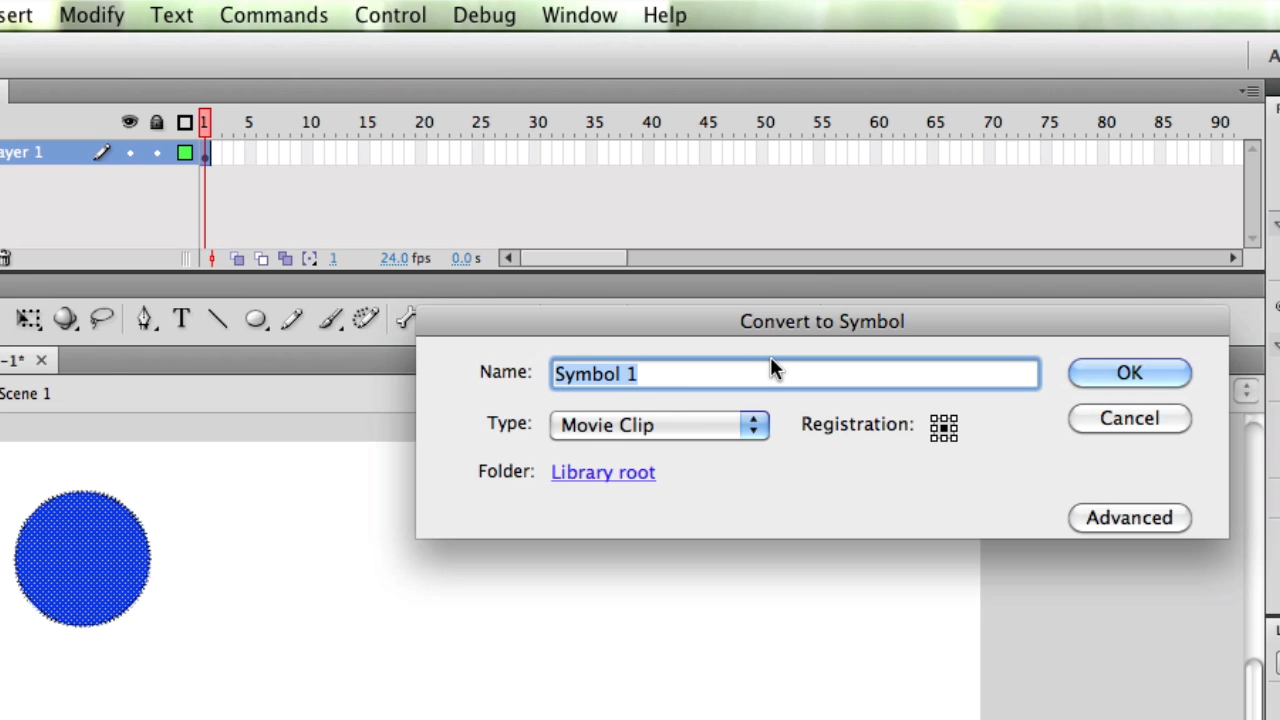 sert Modify Text Commands Control Debug Window Help
A
1 5 10 15 20 25 30 35 40 45 50 55 60 65 70 75 80 85 90
ayer 1
1 24.0 fps 0.0 s
T
Convert to Symbol
-1*
Name: Symbol 1 OK
Scene 1
Type: Movie Clip Registration: Cancel
Folder: Library root
Advanced